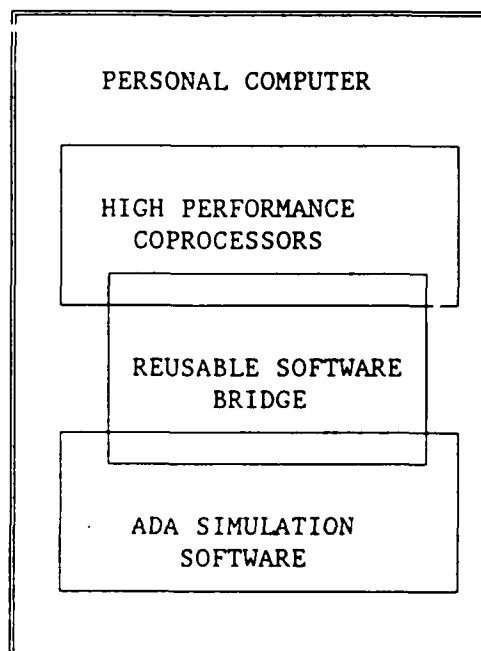 PERSONAL COMPUTER
HIGH PERFORMANCE
COPROCESSORS
REUSABLE SOFTWARE
BRIDGE
ADA SIMULATION
SOFTWARE